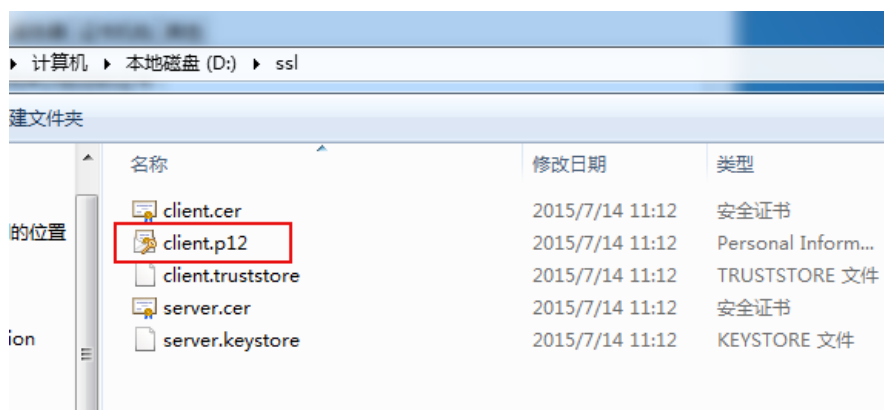 计算机 本地磁盘 (D:) ssl
建文件夹
名称 修改日期 类型
client.cer 2015/7/14 11:12 安全证书
的位置
client.p12 2015/7/14 11:12 Personal Inform...
client.truststore 2015/7/14 11:12 TRUSTSTORE 文件
server.cer 2015/7/14 11:12 安全证书
ion
server.keystore 2015/7/14 11:12 KEYSTORE 文件